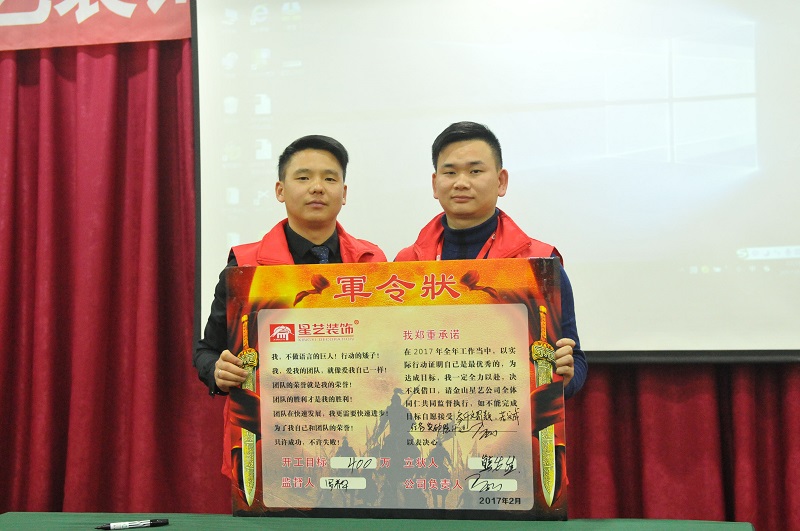 軍令狀
星艺装饰®
我，不做语言的巨人！行动的矮子！
我，爱我的团队，就像爱我自己一样！
团队的荣誉就是我的荣誉！
团队的胜利才是我的胜利！
团队在快速发展，我更需要快速进步！
为了我自己和团队的荣誉！
只许成功，不许失败！
开工目标 400 万
监督人
我郑重承诺
在2017年全年工作当中，以实
际行动证明自己是最优秀的，为
达成目标，我一定全力以赴，决
不找借口，请金山星艺公司全体
同仁共同监督执行，如不能完成
目标自愿接受
以表决心
立状人
公司负责人
2017年2月